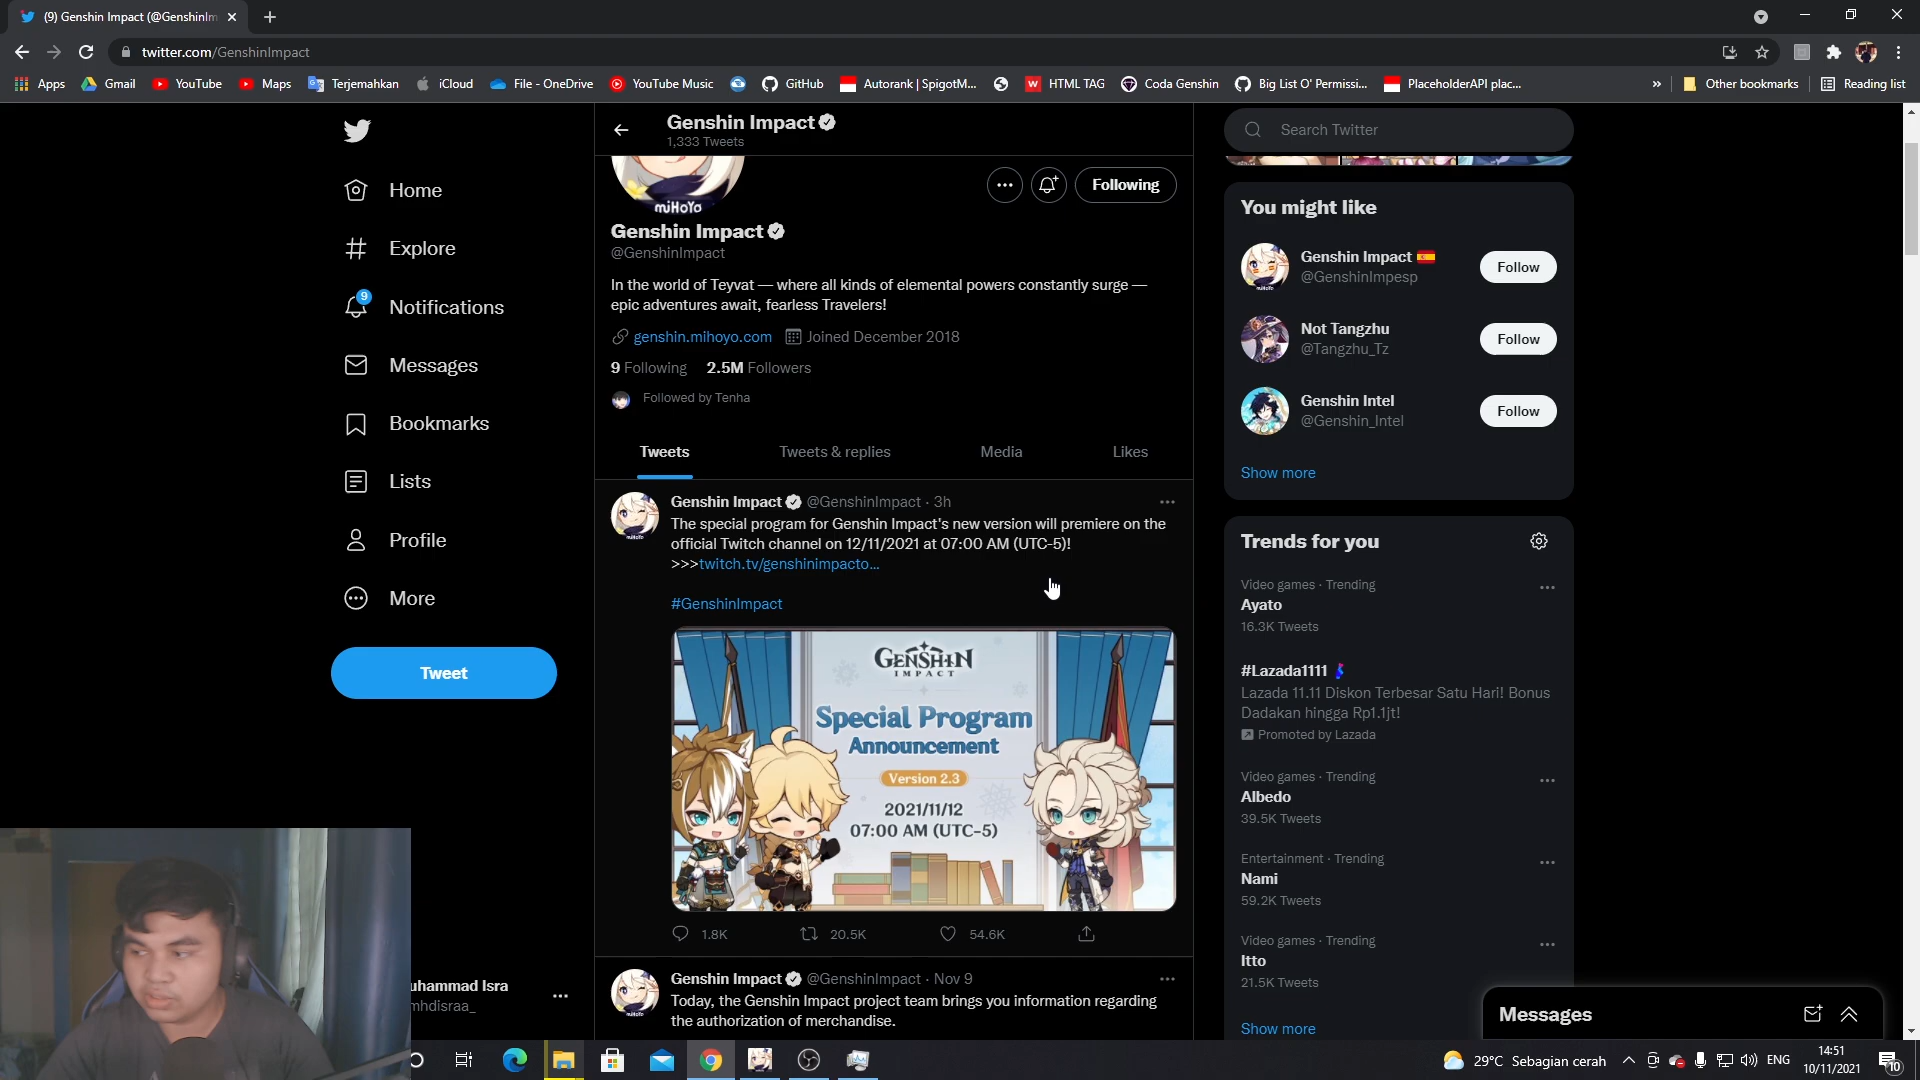 (9) Genshin Impact (@GenshinIm
twitter.com/GenshinImpact
Apps
Gmail
YouTube
Maps
Terjemahkan
iCloud
File - OneDrive
YouTube Music
GitHub
Autorank | SpigotM...
HTML TAG
Coda Genshin
Big List O' Permissi...
PlaceholderAPI plac...
»
Other bookmarks
Reading list
Home
Explore
9
Notifications
Messages
Bookmarks
Lists
Profile
More
Tweet
uhammad Isra
mhdisraa_
Genshin Impact
1,333 Tweets
miHoYo
Following
Genshin Impact
@GenshinImpact
In the world of Teyvat — where all kinds of elemental powers constantly surge —
epic adventures await, fearless Travelers!
genshin.mihoyo.com Joined December 2018
9 Following 2.5M Followers
Followed by Tenha
Tweets
Tweets & replies
Media
Likes
Genshin Impact @GenshinImpact · 3h
The special program for Genshin Impact's new version will premiere on the
official Twitch channel on 12/11/2021 at 07:00 AM (UTC-5)!
>>>twitch.tv/genshinimpacto...
#GenshinImpact
GENSHIN
IMPACT
Special Program
Announcement
Version 2.3
2021/11/12
07:00 AM (UTC-5)
1.8K
20.5K
54.6K
Genshin Impact @GenshinImpact · Nov 9
Today, the Genshin Impact project team brings you information regarding
the authorization of merchandise.
Search Twitter
You might like
Genshin Impact
@GenshinImpesp
Follow
Not Tangzhu
@Tangzhu_Tz
Follow
Genshin Intel
@Genshin_Intel
Follow
Show more
Trends for you
Video games · Trending
Ayato
16.3K Tweets
#Lazada1111
Lazada 11.11 Diskon Terbesar Satu Hari! Bonus
Dadakan hingga Rp1.1jt!
Promoted by Lazada
Video games · Trending
Albedo
39.5K Tweets
Entertainment · Trending
Nami
59.2K Tweets
Video games · Trending
Itto
21.5K Tweets
Show more
Messages
29°C Sebagian cerah
ENG
14:51
10/11/2021
10